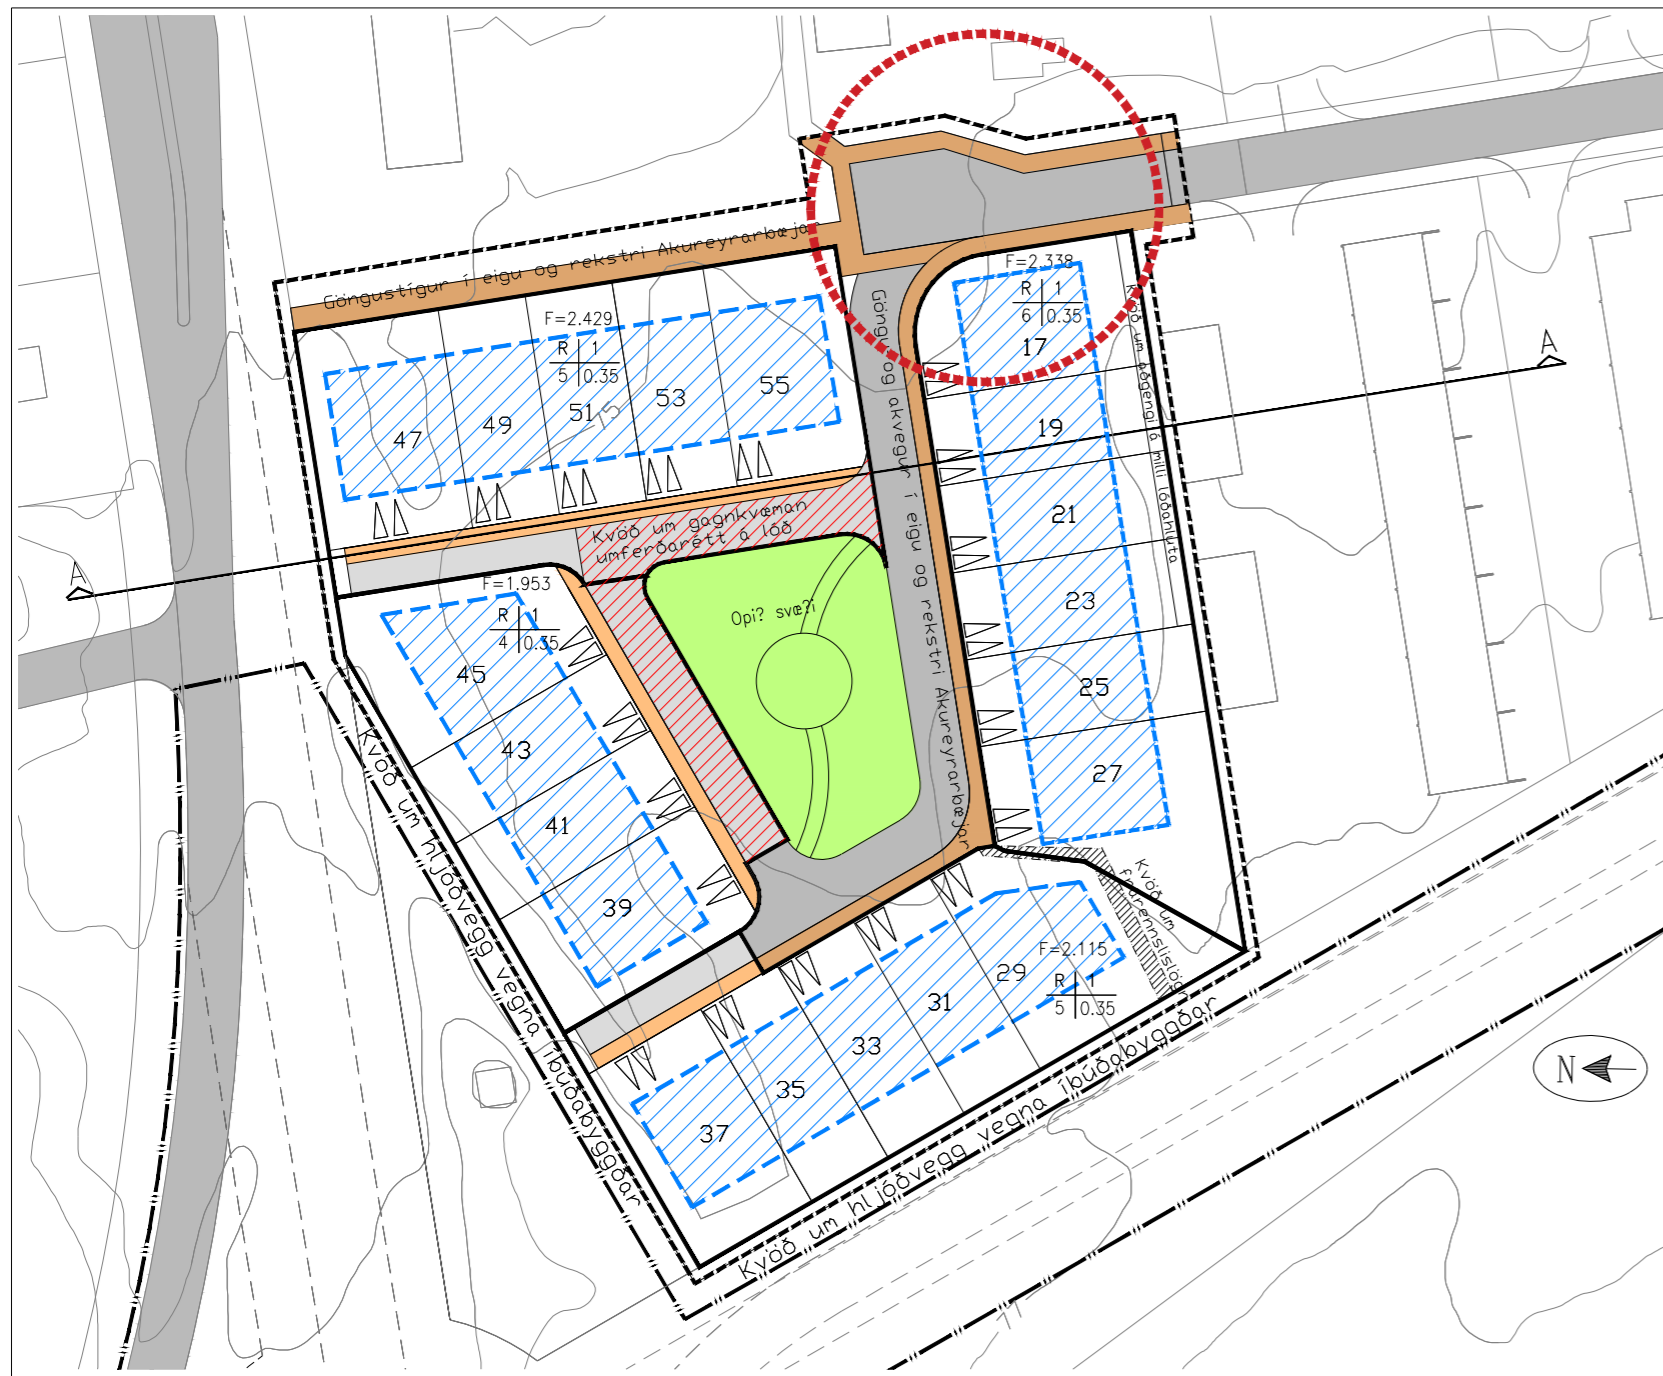 Göngustígur í eigu og rekstri Akureyrarbæjar
F=2.429
R 1
5 0.35
47
49
51
53
55
15
F=2.338
R 1
6 0.35
17
19
21
23
25
27
Göngu og akvegur í eigu og rekstri Akureyrarbæjar
Kvöð um aðgengi á milli lóðahluta
A
A
Kvöð um gagnkvæman
umferðarétt á lóð
Opi? svæ?i
F=1.953
R 1
4 0.35
45
43
41
39
Kvöð um hljóðvegg vegna íbúðabyggðar
F=2.115
R 1
5 0.35
29
31
33
35
37
Kvöð um
frárennslislögn
Kvöð um hljóðvegg vegna íbúðabyggðar
N